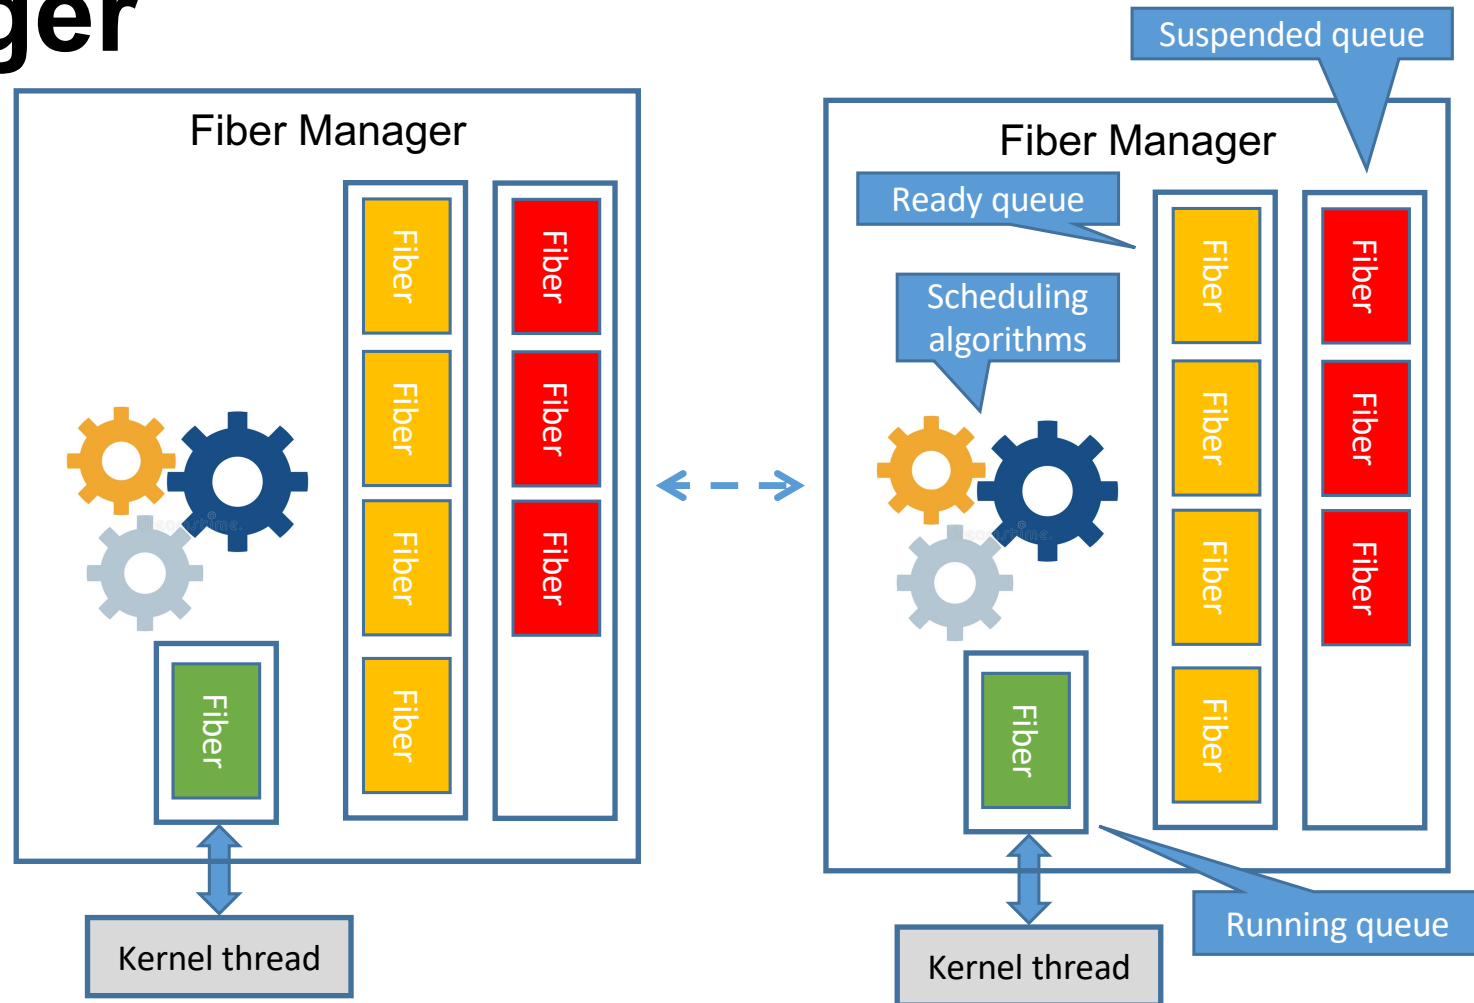 ger
Suspended queue
Fiber Manager
Fiber
Fiber
Fiber
Fiber
Fiber
Fiber
Fiber
Fiber
Kernel thread
Fiber Manager
Ready queue
Scheduling
algorithms
Fiber
Fiber
Fiber
Fiber
Fiber
Fiber
Fiber
Fiber
Running queue
Kernel thread